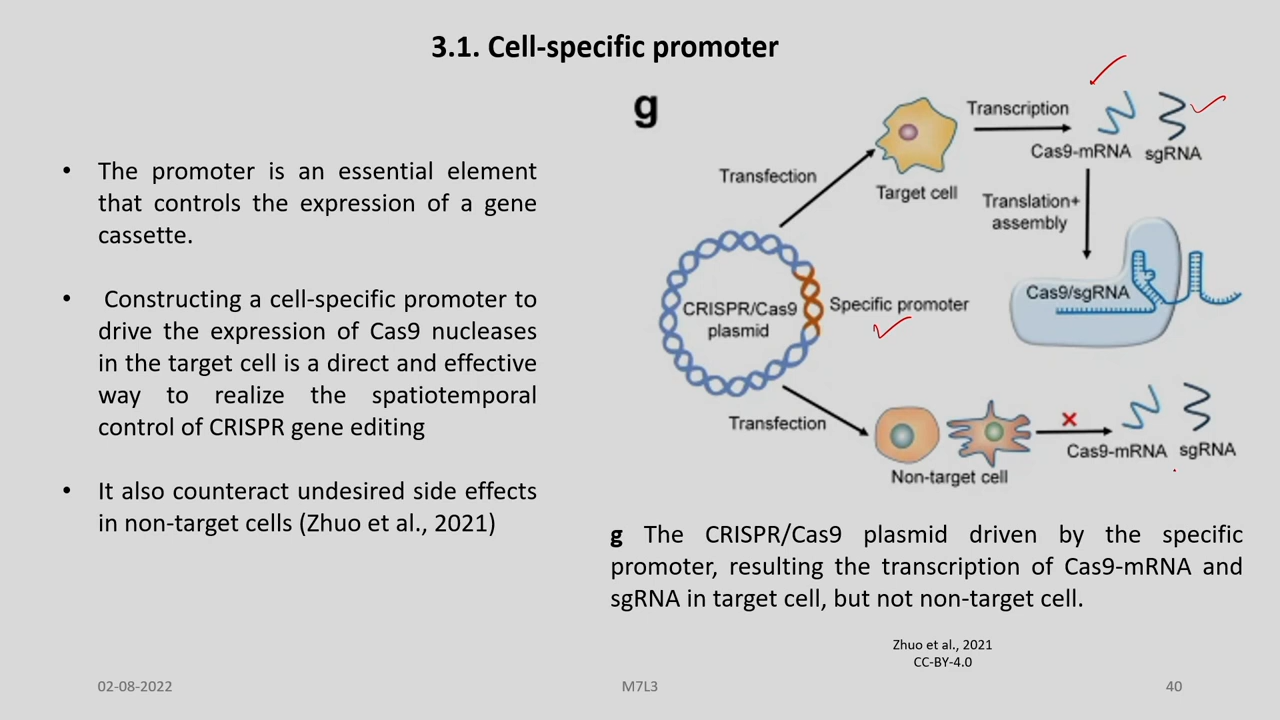 3.1. Cell-specific promoter
• The promoter is an essential element
that controls the expression of a gene
cassette.
• Constructing a cell-specific promoter to
drive the expression of Cas9 nucleases
in the target cell is a direct and effective
way to realize the spatiotemporal
control of CRISPR gene editing
• It also counteract undesired side effects
in non-target cells (Zhuo et al., 2021)
g
Transfection
Target cell
Transcription
Cas9-mRNA sgRNA
Translation+
assembly
Cas9/sgRNA
CRISPR/Cas9
plasmid
Specific promoter
Transfection
Non-target cell
Cas9-mRNA sgRNA
g The CRISPR/Cas9 plasmid driven by the specific
promoter, resulting the transcription of Cas9-mRNA and
sgRNA in target cell, but not non-target cell.
Zhuo et al., 2021
CC-BY-4.0
02-08-2022
M7L3
40